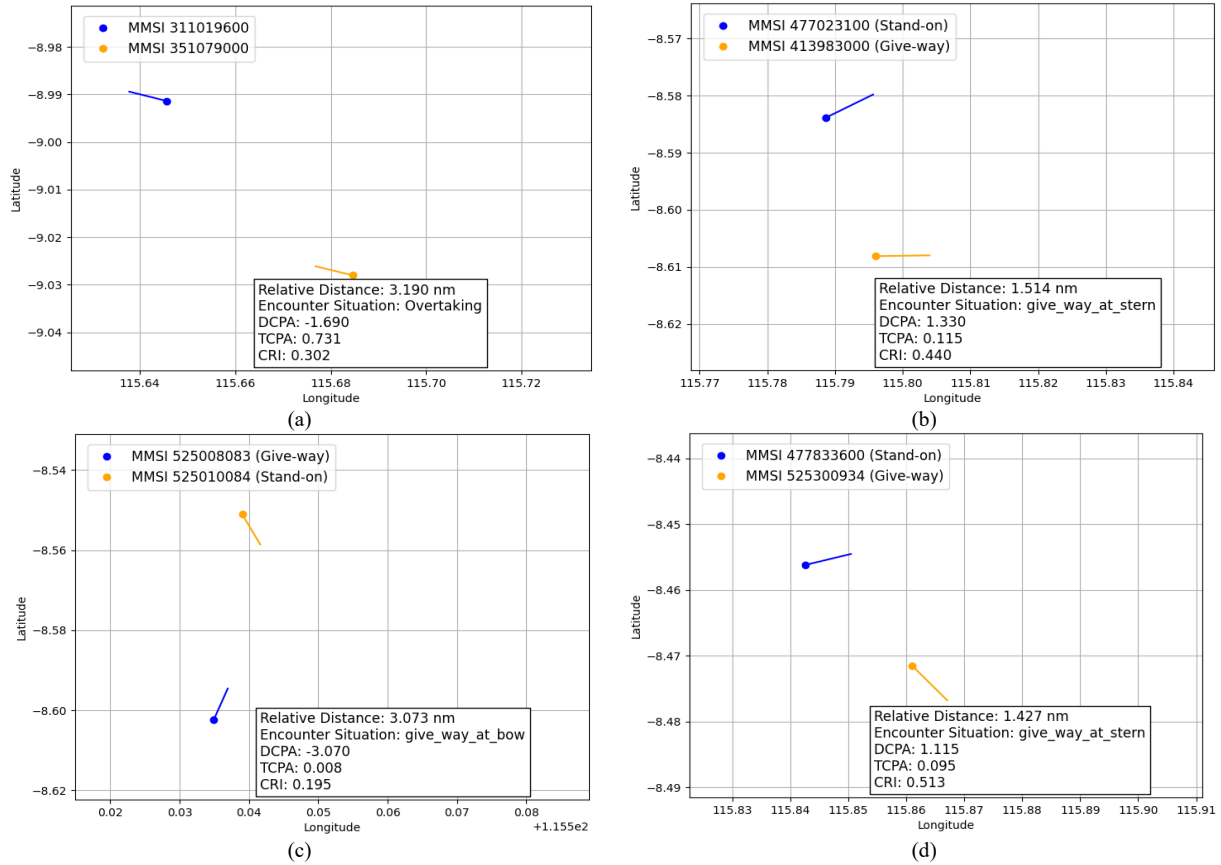 MMSI 311019600
MMSI 351079000
−8.98
−8.99
−9.00
−9.01
−9.02
−9.03
−9.04
Latitude
Relative Distance: 3.190 nm
Encounter Situation: Overtaking
DCPA: -1.690
TCPA: 0.731
CRI: 0.302
115.64 115.66 115.68 115.70 115.72
Longitude
(a)
MMSI 477023100 (Stand-on)
MMSI 413983000 (Give-way)
−8.57
−8.58
−8.59
−8.60
−8.61
−8.62
Latitude
Relative Distance: 1.514 nm
Encounter Situation: give_way_at_stern
DCPA: 1.330
TCPA: 0.115
CRI: 0.440
115.77 115.78 115.79 115.80 115.81 115.82 115.83 115.84
Longitude
(b)
MMSI 525008083 (Give-way)
MMSI 525010084 (Stand-on)
−8.54
−8.56
−8.58
−8.60
−8.62
Latitude
Relative Distance: 3.073 nm
Encounter Situation: give_way_at_bow
DCPA: -3.070
TCPA: 0.008
CRI: 0.195
0.02 0.03 0.04 0.05 0.06 0.07 0.08
Longitude
+1.155e2
(c)
MMSI 477833600 (Stand-on)
MMSI 525300934 (Give-way)
−8.44
−8.45
−8.46
−8.47
−8.48
−8.49
Latitude
Relative Distance: 1.427 nm
Encounter Situation: give_way_at_stern
DCPA: 1.115
TCPA: 0.095
CRI: 0.513
115.83 115.84 115.85 115.86 115.87 115.88 115.89 115.90 115.91
Longitude
(d)